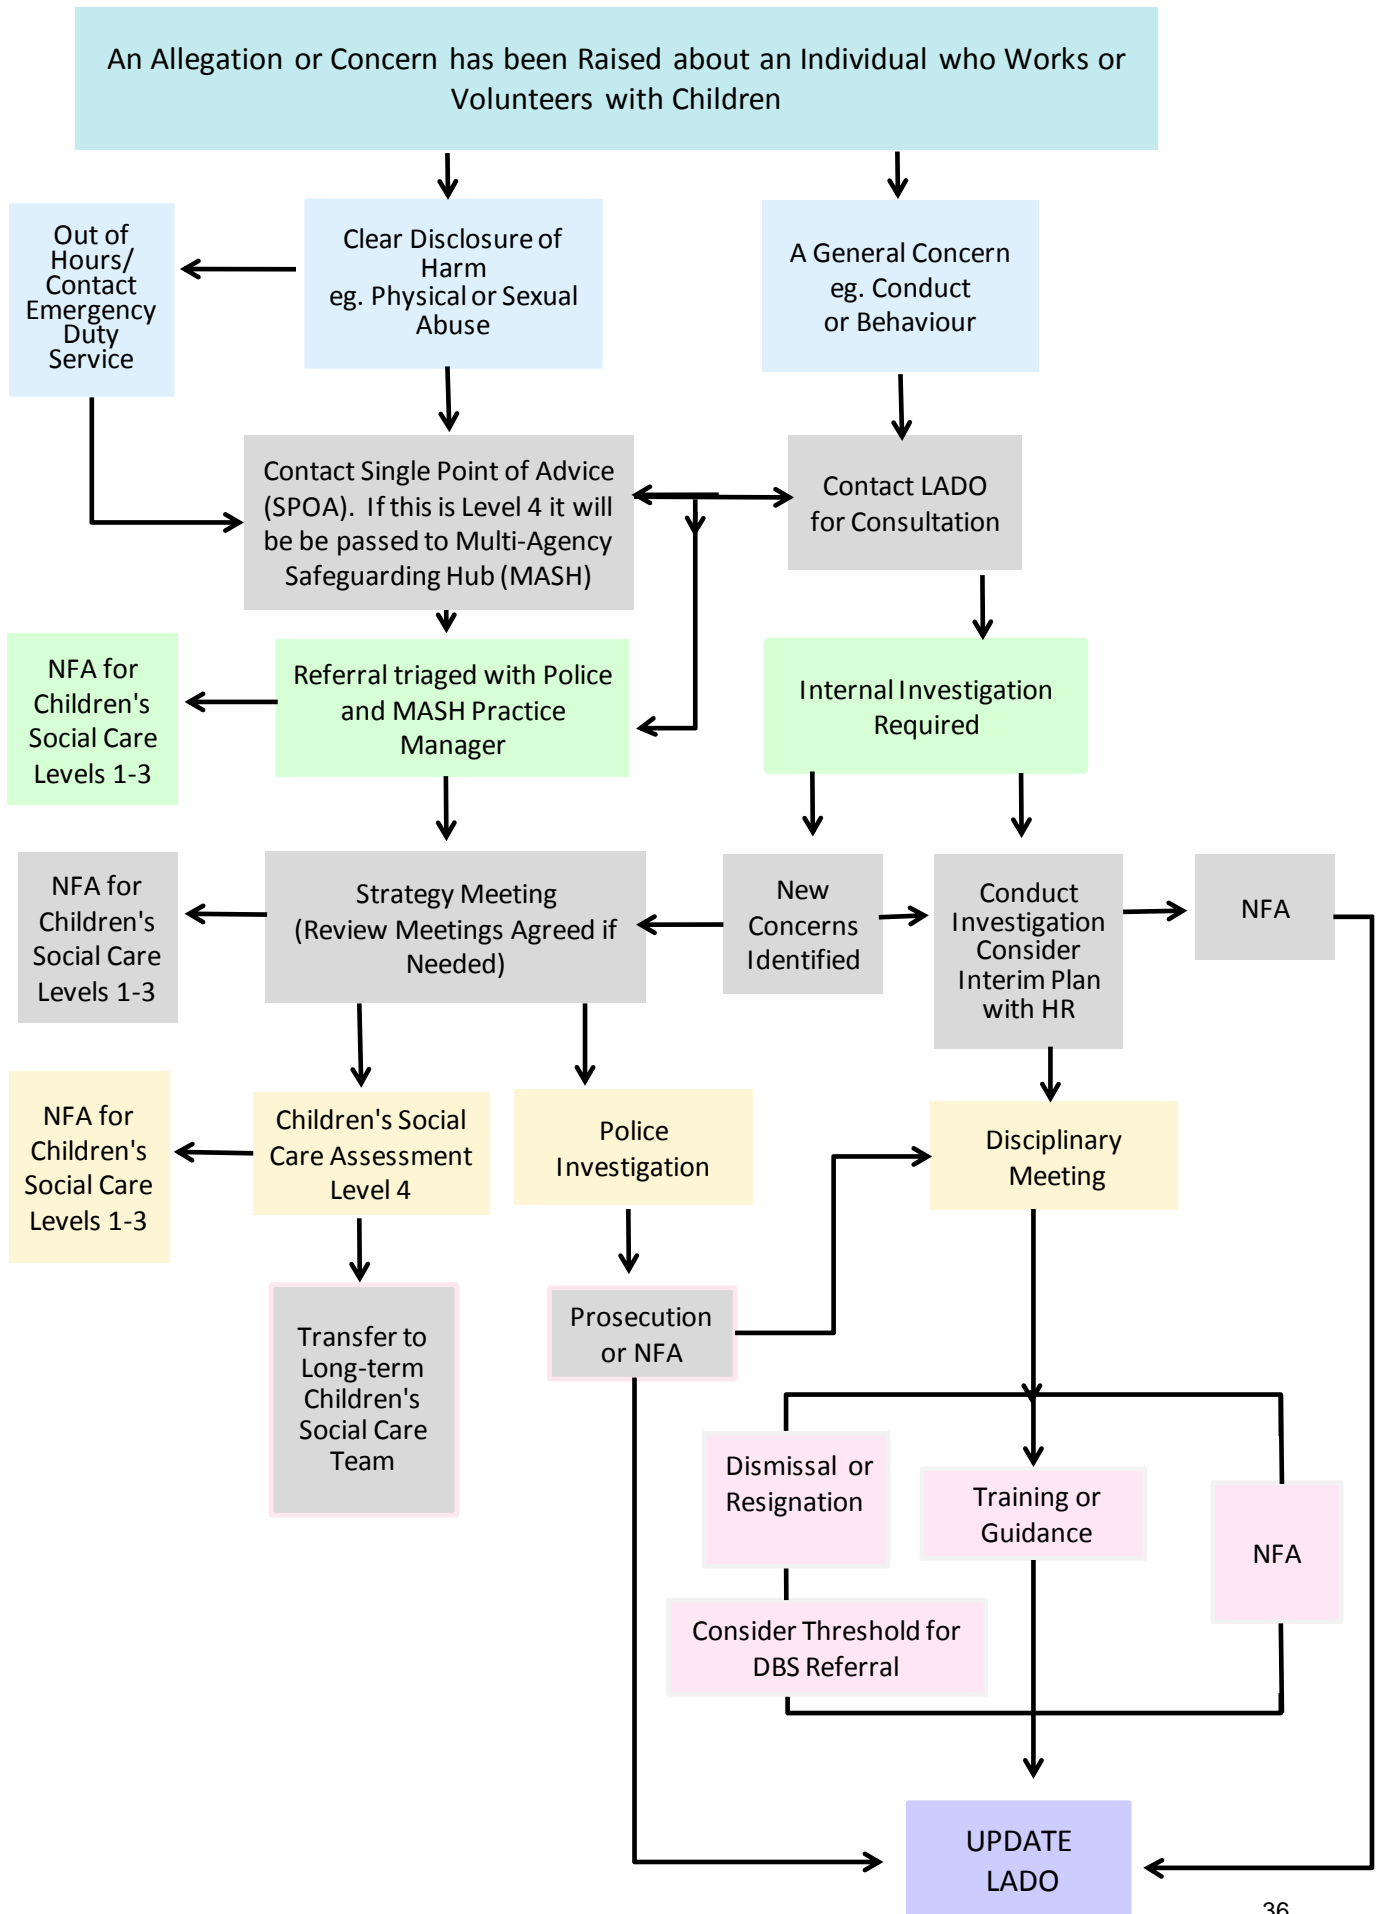 An Allegation or Concern has been Raised about an Individual who Works or
Volunteers with Children
Out of
Hours/
Contact
Emergency
Duty
Service
Clear Disclosure of
Harm
eg. Physical or Sexual
Abuse
A General Concern
eg. Conduct
or Behaviour
Contact Single Point of Advice
(SPOA). If this is Level 4 it will
be be passed to Multi-Agency
Safeguarding Hub (MASH)
Contact LADO
for Consultation
NFA for
Children's
Social Care
Levels 1-3
Referral triaged with Police
and MASH Practice
Manager
Internal Investigation
Required
NFA for
Children's
Social Care
Levels 1-3
Strategy Meeting
(Review Meetings Agreed if
Needed)
New
Concerns
Identified
Conduct
Investigation
Consider
Interim Plan
with HR
NFA
NFA for
Children's
Social Care
Levels 1-3
Children's Social
Care Assessment
Level 4
Police
Investigation
Disciplinary
Meeting
Transfer to
Long-term
Children's
Social Care
Team
Prosecution
or NFA
Dismissal or
Resignation
Training or
Guidance
NFA
Consider Threshold for
DBS Referral
UPDATE
LADO
36